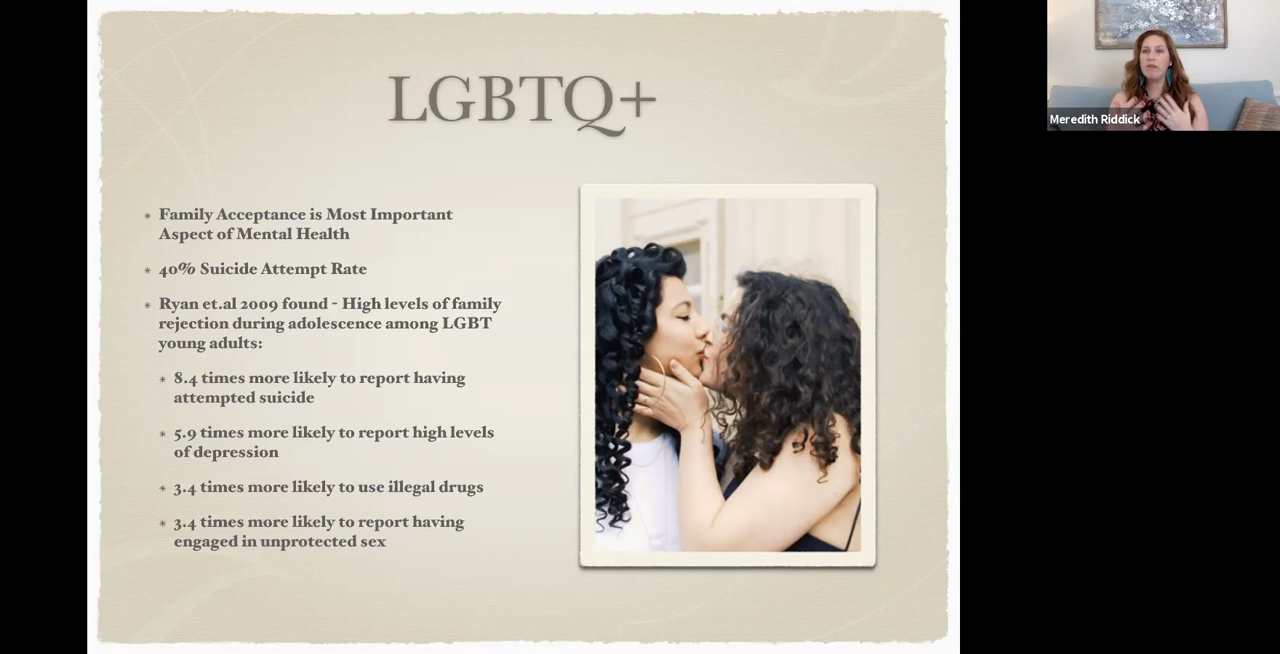 LGBTQ+
* Family Acceptance is Most Important
Aspect of Mental Health
* 40% Suicide Attempt Rate
* Ryan et.al 2009 found - High levels of family
rejection during adolescence among LGBT
young adults:
* 8.4 times more likely to report having
attempted suicide
* 5.9 times more likely to report high levels
of depression
* 3.4 times more likely to use illegal drugs
* 3.4 times more likely to report having
engaged in unprotected sex
Meredith Riddick